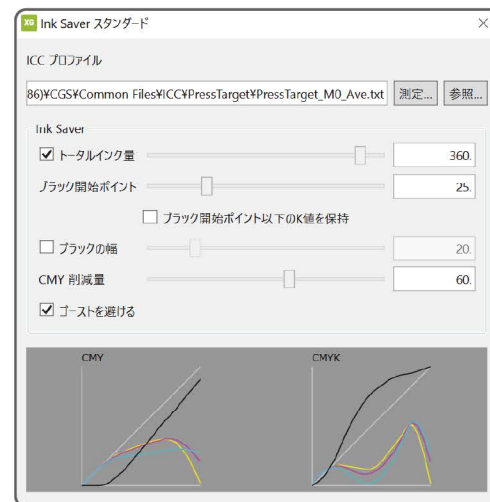 XG Ink Saver スタンダード
ICC プロファイル
86)¥CGS¥Common Files¥ICC¥PressTarget¥PressTarget_M0_Ave.txt 測定... 参照...
Ink Saver
トータルインク量 360.
ブラック開始ポイント 25.
ブラック開始ポイント以下のK値を保持
ブラックの幅 20.
CMY 削減量 60.
ゴーストを避ける
CMY CMYK